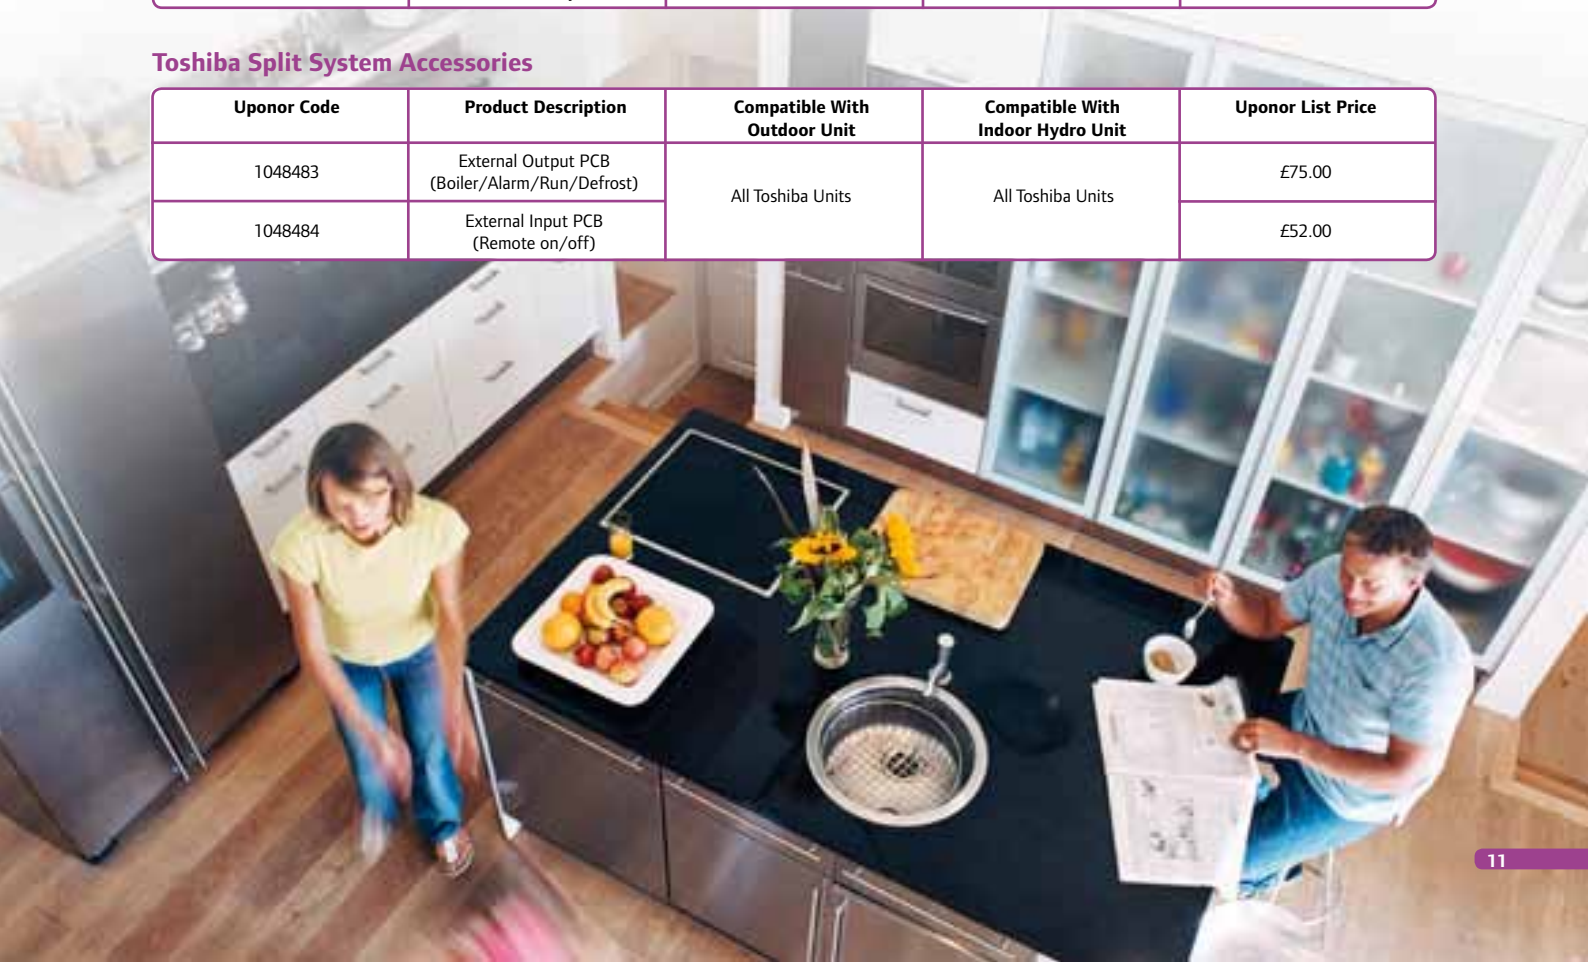 Toshiba Split System Accessories
Uponor Code
Product Description
Compatible With
Outdoor Unit
Compatible With
Indoor Hydro Unit
Uponor List Price
1048483
External Output PCB
(Boiler/Alarm/Run/Defrost)
All Toshiba Units
All Toshiba Units
£75.00
1048484
External Input PCB
(Remote on/off)
£52.00
11